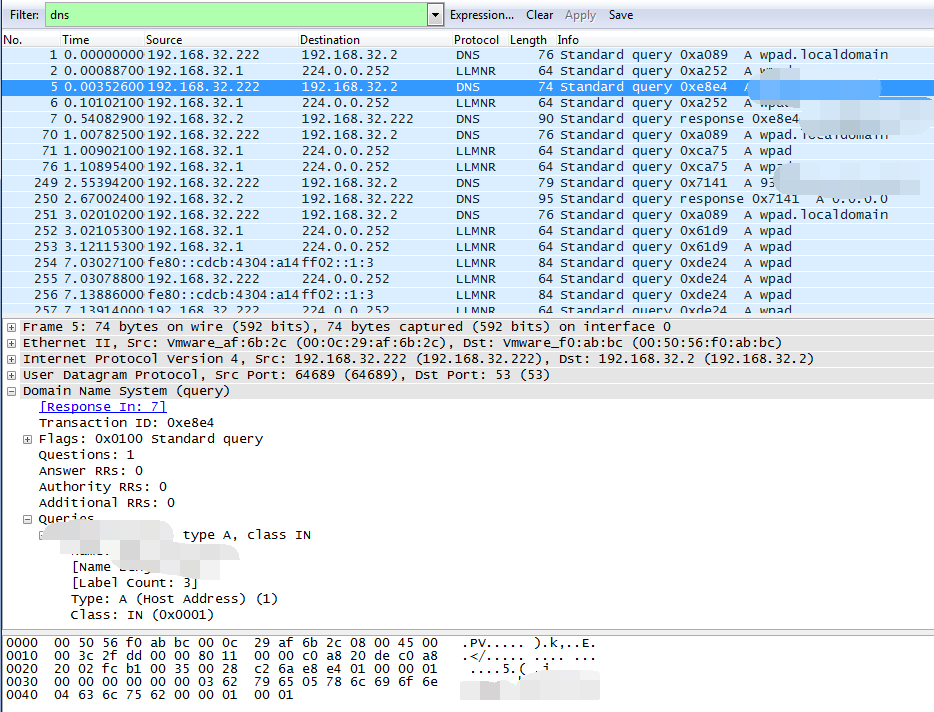 Filter: dns Expression... Clear Apply Save
No. Time Source Destination Protocol Length Info
1 0.00000000 192.168.32.222 192.168.32.2 DNS 76 Standard query 0xa089 A wpad.localdomain
2 0.00088700 192.168.32.1 224.0.0.252 LLMNR 64 Standard query 0xa252 A
5 0.00352600 192.168.32.222 192.168.32.2 DNS 74 Standard query 0xe8e4 A
6 0.10102100 192.168.32.1 224.0.0.252 LLMNR 64 Standard query 0xa252 A
7 0.54082900 192.168.32.2 192.168.32.222 DNS 90 Standard query response 0xe8e4
70 1.00782500 192.168.32.222 192.168.32.2 DNS 76 Standard query 0xa089 A wpad.localdomain
71 1.00902100 192.168.32.1 224.0.0.252 LLMNR 64 Standard query 0xca75 A wpad
76 1.10895400 192.168.32.1 224.0.0.252 LLMNR 64 Standard query 0xca75 A wpad
249 2.55394200 192.168.32.222 192.168.32.2 DNS 79 Standard query 0x7141 A
250 2.67002400 192.168.32.2 192.168.32.222 DNS 95 Standard query response 0x7141 A 0.0.0.0
251 3.02010200 192.168.32.222 192.168.32.2 DNS 76 Standard query 0xa089 A wpad.localdomain
252 3.02105300 192.168.32.1 224.0.0.252 LLMNR 64 Standard query 0x61d9 A wpad
253 3.12115300 192.168.32.1 224.0.0.252 LLMNR 64 Standard query 0x61d9 A wpad
254 7.03027100 fe80::cdcb:4304:a14 ff02::1:3 LLMNR 84 Standard query 0xde24 A wpad
255 7.03078800 192.168.32.222 224.0.0.252 LLMNR 64 Standard query 0xde24 A wpad
256 7.13886000 fe80::cdcb:4304:a14 ff02::1:3 LLMNR 84 Standard query 0xde24 A wpad
257 7.13914000 192.168.32.222 224.0.0.252 LLMNR 64 Standard query 0xde24 A wpad
Frame 5: 74 bytes on wire (592 bits), 74 bytes captured (592 bits) on interface 0
Ethernet II, Src: Vmware_af:6b:2c (00:0c:29:af:6b:2c), Dst: Vmware_f0:ab:bc (00:50:56:f0:ab:bc)
Internet Protocol Version 4, Src: 192.168.32.222 (192.168.32.222), Dst: 192.168.32.2 (192.168.32.2)
User Datagram Protocol, Src Port: 64689 (64689), Dst Port: 53 (53)
Domain Name System (query)
[Response In: 7]
Transaction ID: 0xe8e4
Flags: 0x0100 Standard query
Questions: 1
Answer RRs: 0
Authority RRs: 0
Additional RRs: 0
Queries
type A, class IN
[Name
[Label Count: 3]
Type: A (Host Address) (1)
Class: IN (0x0001)
0000 00 50 56 f0 ab bc 00 0c 29 af 6b 2c 08 00 45 00 .PV..... ).k,..E.
0010 00 3c 2f dd 00 00 80 11 00 00 c0 a8 20 de c0 a8 .</..... .... ...
0020 20 02 fc b1 00 35 00 28 c2 6a e8 e4 01 00 00 01 ....5.( .j
0030 00 00 00 00 00 00 03 62 79 65 05 78 6c 69 6f 6e
0040 04 63 6c 75 62 00 00 01 00 01